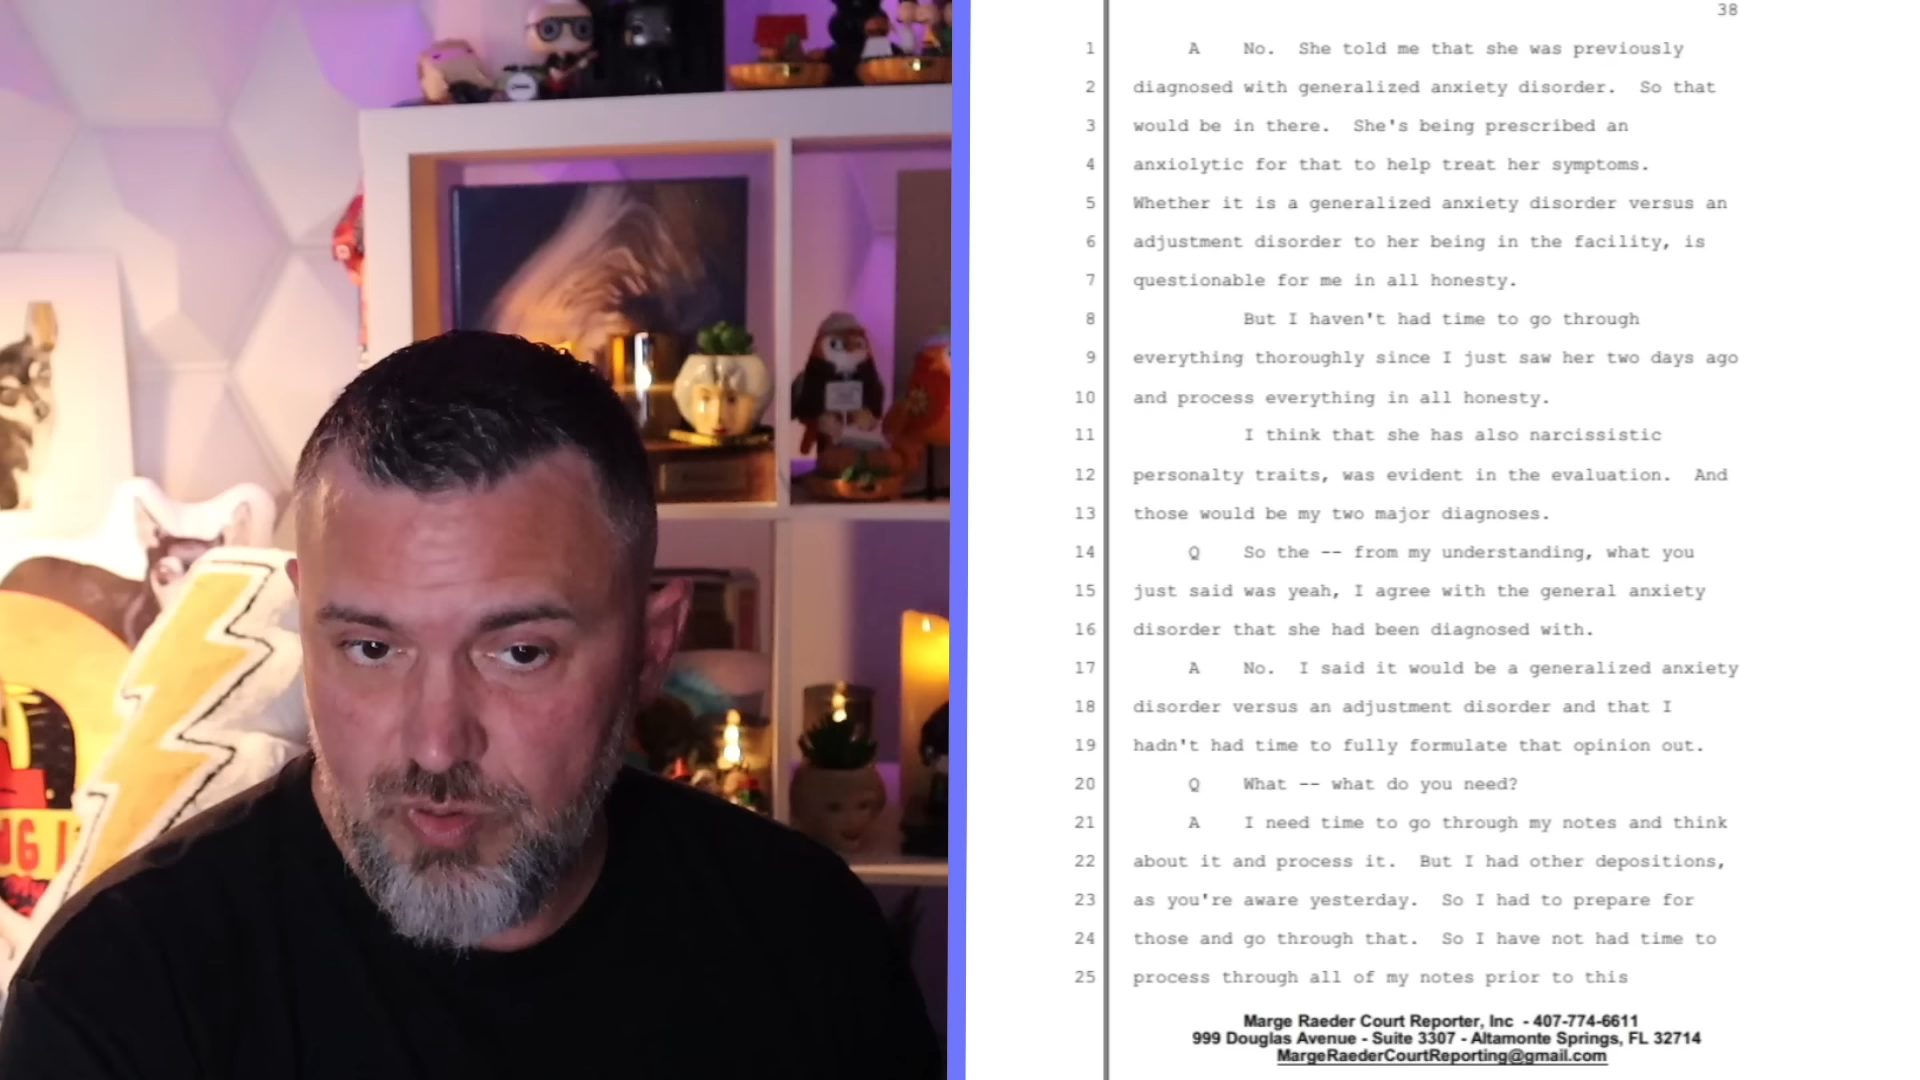 38
1 A No. She told me that she was previously
2 diagnosed with generalized anxiety disorder. So that
3 would be in there. She's being prescribed an
4 anxiolytic for that to help treat her symptoms.
5 Whether it is a generalized anxiety disorder versus an
6 adjustment disorder to her being in the facility, is
7 questionable for me in all honesty.
8 But I haven't had time to go through
9 everything thoroughly since I just saw her two days ago
10 and process everything in all honesty.
11 I think that she has also narcissistic
12 personalty traits, was evident in the evaluation. And
13 those would be my two major diagnoses.
14 Q So the -- from my understanding, what you
15 just said was yeah, I agree with the general anxiety
16 disorder that she had been diagnosed with.
17 A No. I said it would be a generalized anxiety
18 disorder versus an adjustment disorder and that I
19 hadn't had time to fully formulate that opinion out.
20 Q What -- what do you need?
21 A I need time to go through my notes and think
22 about it and process it. But I had other depositions,
23 as you're aware yesterday. So I had to prepare for
24 those and go through that. So I have not had time to
25 process through all of my notes prior to this
Marge Raeder Court Reporter, Inc - 407-774-6611
999 Douglas Avenue - Suite 3307 - Altamonte Springs, FL 32714
MargeRaederCourtReporting@gmail.com